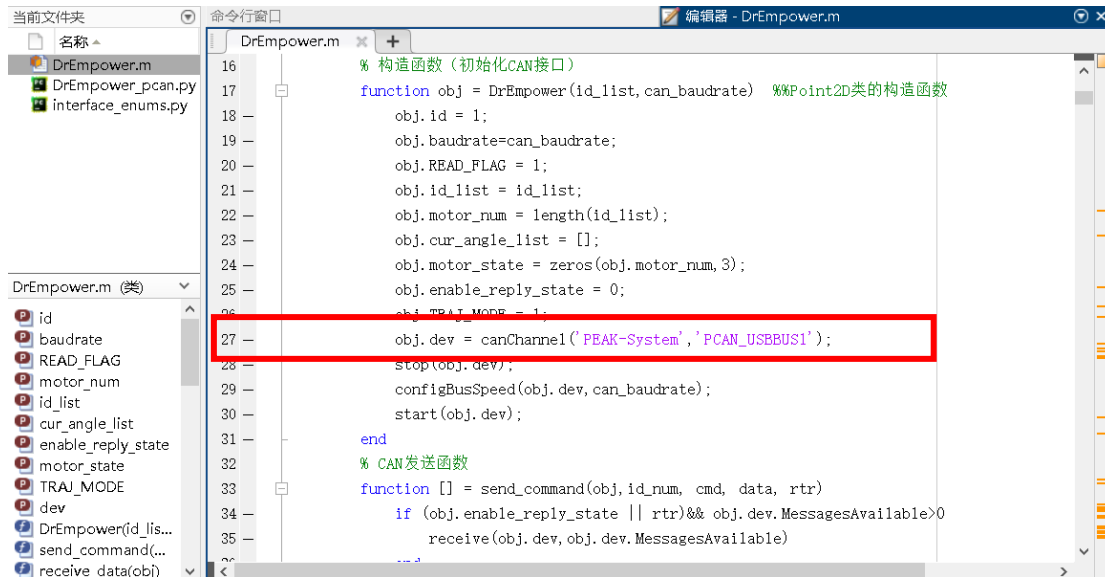 当前文件夹
名称
DrEmpower.m
DrEmpower_pcan.py
interface_enums.py
DrEmpower.m (类)
id
baudrate
READ_FLAG
motor_num
id_list
cur_angle_list
enable_reply_state
motor_state
TRAJ_MODE
dev
DrEmpower(id_lis...
send_command(...
receive_data(obj)
命令行窗口
编辑器 - DrEmpower.m
DrEmpower.m
16 % 构造函数（初始化CAN接口）
17 function obj = DrEmpower(id_list,can_baudrate) %%Point2D类的构造函数
18 obj.id = 1;
19 obj.baudrate=can_baudrate;
20 obj.READ_FLAG = 1;
21 obj.id_list = id_list;
22 obj.motor_num = length(id_list);
23 obj.cur_angle_list = [];
24 obj.motor_state = zeros(obj.motor_num,3);
25 obj.enable_reply_state = 0;
26 obj.TRAJ_MODE = 1;
27 obj.dev = canChannel('PEAK-System','PCAN_USBBUS1');
28 stop(obj.dev);
29 configBusSpeed(obj.dev,can_baudrate);
30 start(obj.dev);
31 end
32 % CAN发送函数
33 function [] = send_command(obj,id_num, cmd, data, rtr)
34 if (obj.enable_reply_state || rtr)&& obj.dev.MessagesAvailable>0
35 receive(obj.dev,obj.dev.MessagesAvailable)